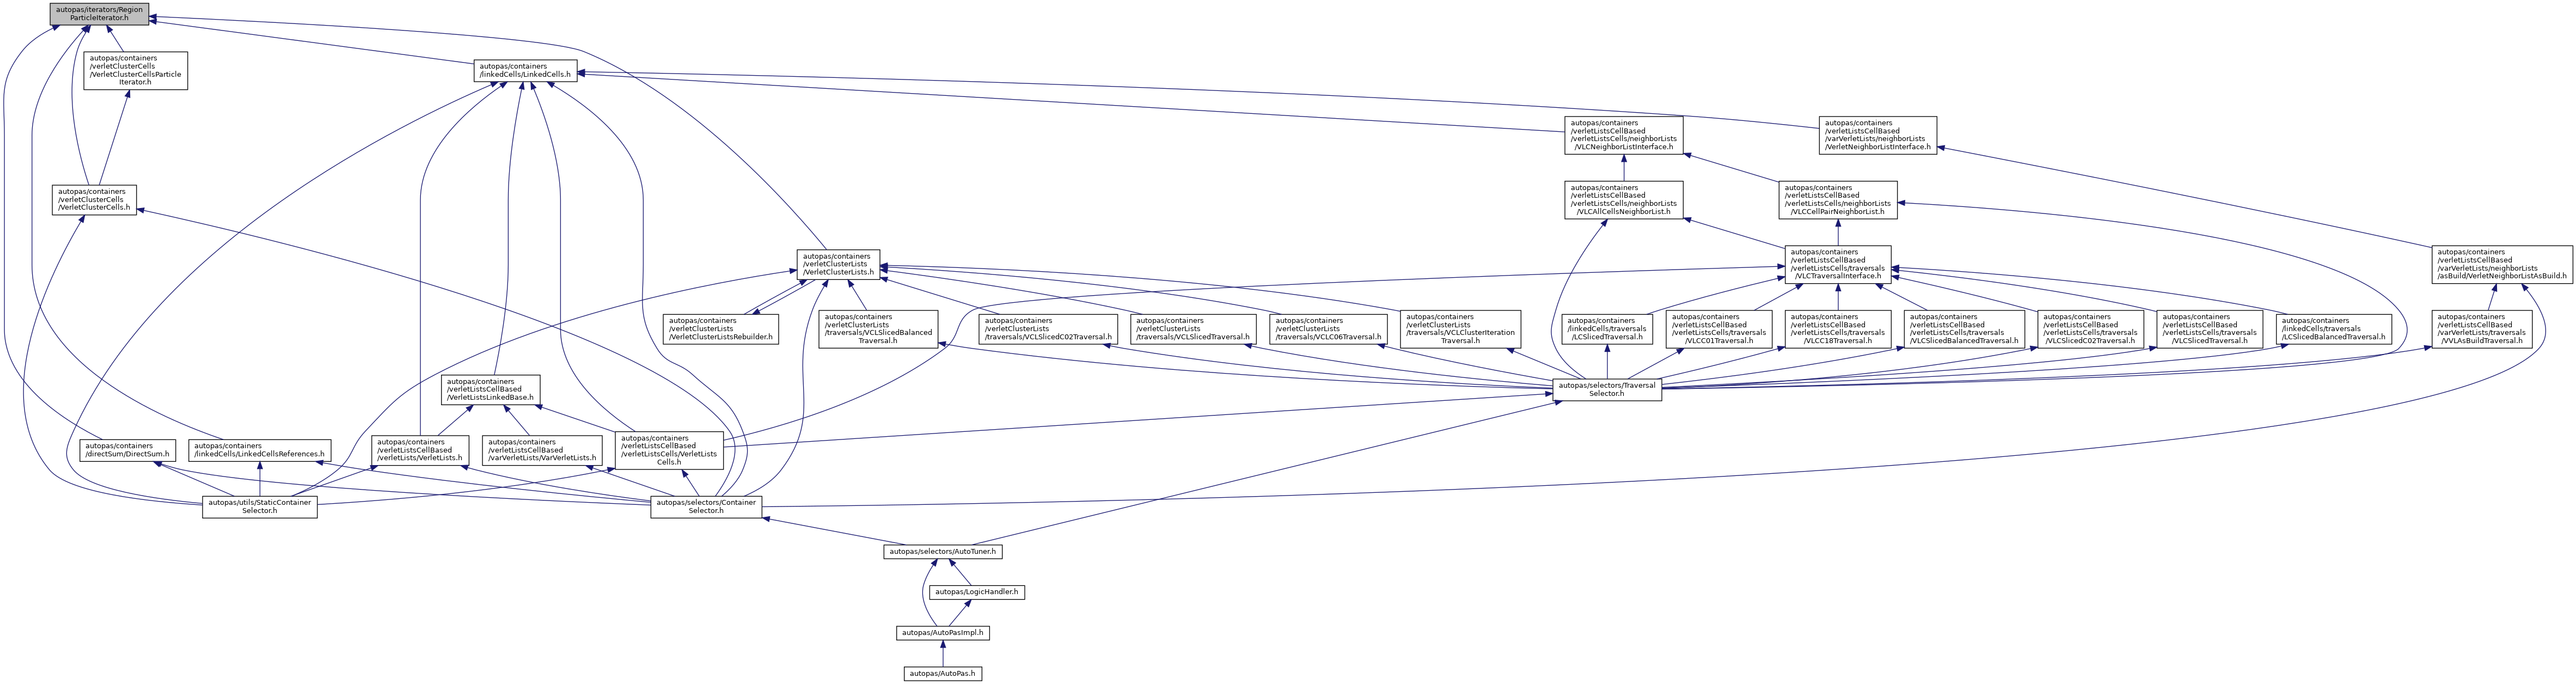 autopas/iterators/Region
ParticleIterator.h
autopas/containers
/verletClusterCells
/VerletClusterCellsParticle
Iterator.h
autopas/containers
/linkedCells/LinkedCells.h
autopas/containers
/verletListsCellBased
/verletListsCells/neighborLists
/VLCNeighborListInterface.h
autopas/containers
/verletListsCellBased
/varVerletLists/neighborLists
/VerletNeighborListInterface.h
autopas/containers
/verletClusterCells
/VerletClusterCells.h
autopas/containers
/verletListsCellBased
/verletListsCells/neighborLists
/VLCAllCellsNeighborList.h
autopas/containers
/verletListsCellBased
/verletListsCells/neighborLists
/VLCCellPairNeighborList.h
autopas/containers
/verletClusterLists
/VerletClusterLists.h
autopas/containers
/verletListsCellBased
/verletListsCells/traversals
/VLCTraversalInterface.h
autopas/containers
/verletListsCellBased
/varVerletLists/neighborLists
/asBuild/VerletNeighborListAsBuild.h
autopas/containers
/verletClusterLists
/VerletClusterListsRebuilder.h
autopas/containers
/verletClusterLists
/traversals/VCLSlicedBalanced
Traversal.h
autopas/containers
/verletClusterLists
/traversals/VCLSlicedC02Traversal.h
autopas/containers
/verletClusterLists
/traversals/VCLSlicedTraversal.h
autopas/containers
/verletClusterLists
/traversals/VCLC06Traversal.h
autopas/containers
/verletClusterLists
/traversals/VCLClusterIteration
Traversal.h
autopas/containers
/linkedCells/traversals
/LCSlicedTraversal.h
autopas/containers
/verletListsCellBased
/verletListsCells/traversals
/VLCC01Traversal.h
autopas/containers
/verletListsCellBased
/verletListsCells/traversals
/VLCC18Traversal.h
autopas/containers
/verletListsCellBased
/verletListsCells/traversals
/VLCSlicedBalancedTraversal.h
autopas/containers
/verletListsCellBased
/verletListsCells/traversals
/VLCSlicedC02Traversal.h
autopas/containers
/verletListsCellBased
/verletListsCells/traversals
/VLCSlicedTraversal.h
autopas/containers
/linkedCells/traversals
/LCSlicedBalancedTraversal.h
autopas/containers
/verletListsCellBased
/varVerletLists/traversals
/VVLAsBuildTraversal.h
autopas/containers
/verletListsCellBased
/VerletListsLinkedBase.h
autopas/selectors/Traversal
Selector.h
autopas/containers
/directSum/DirectSum.h
autopas/containers
/linkedCells/LinkedCellsReferences.h
autopas/containers
/verletListsCellBased
/verletLists/VerletLists.h
autopas/containers
/verletListsCellBased
/varVerletLists/VarVerletLists.h
autopas/containers
/verletListsCellBased
/verletListsCells/VerletLists
Cells.h
autopas/utils/StaticContainer
Selector.h
autopas/selectors/Container
Selector.h
autopas/selectors/AutoTuner.h
autopas/LogicHandler.h
autopas/AutoPasImpl.h
autopas/AutoPas.h